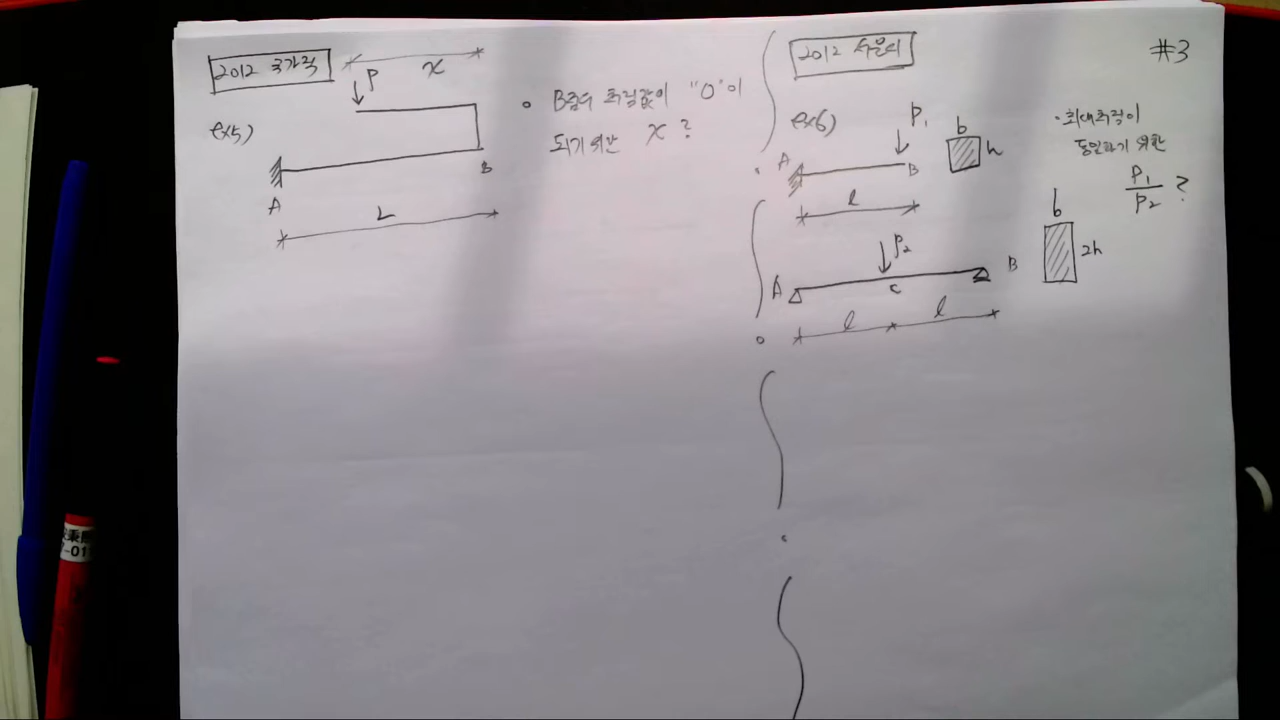 2012 국가직
P
x
ex5)
B점의 처짐값이 "0"이
되기 위한 x ?
B
A
L
2012 서울시
#3
ex6)
P1
b
h
A
B
l
· 최대처짐이
동일하기 위한
P1
P2
?
P2
b
2h
A
C
B
l
l